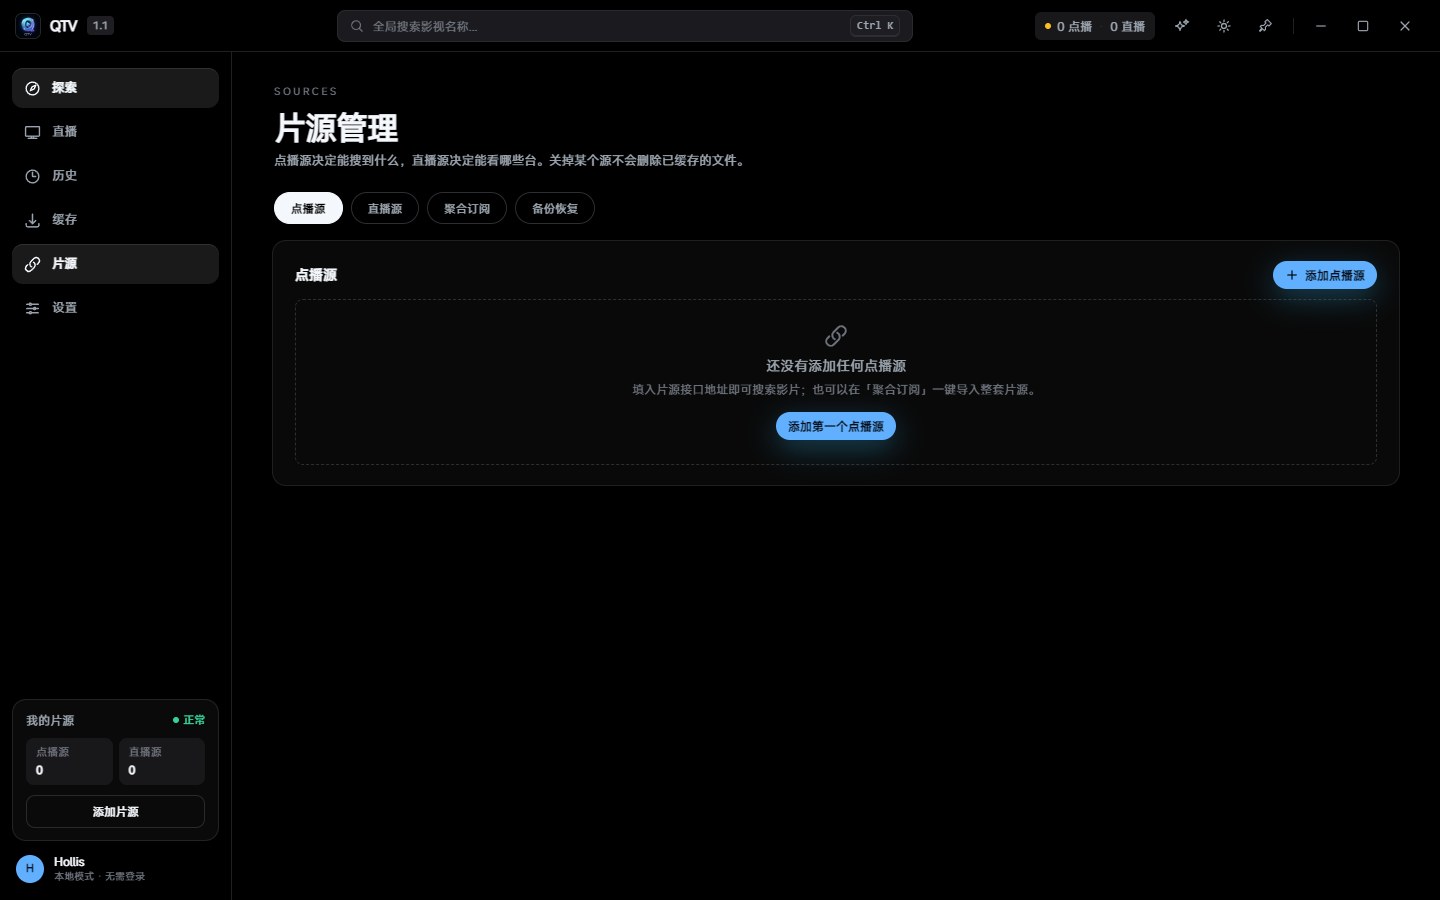 QTV 1.1
全局搜索影视名称...
Ctrl K
0 点播 · 0 直播
探索
直播
历史
缓存
片源
设置
SOURCES
片源管理
点播源决定能搜到什么，直播源决定能看哪些台。关掉某个源不会删除已缓存的文件。
点播源 直播源 聚合订阅 备份恢复
点播源
添加点播源
还没有添加任何点播源
填入片源接口地址即可搜索影片；也可以在「聚合订阅」一键导入整套片源。
添加第一个点播源
我的片源 正常
点播源 直播源
0 0
添加片源
H
Hollis
本地模式 · 无需登录